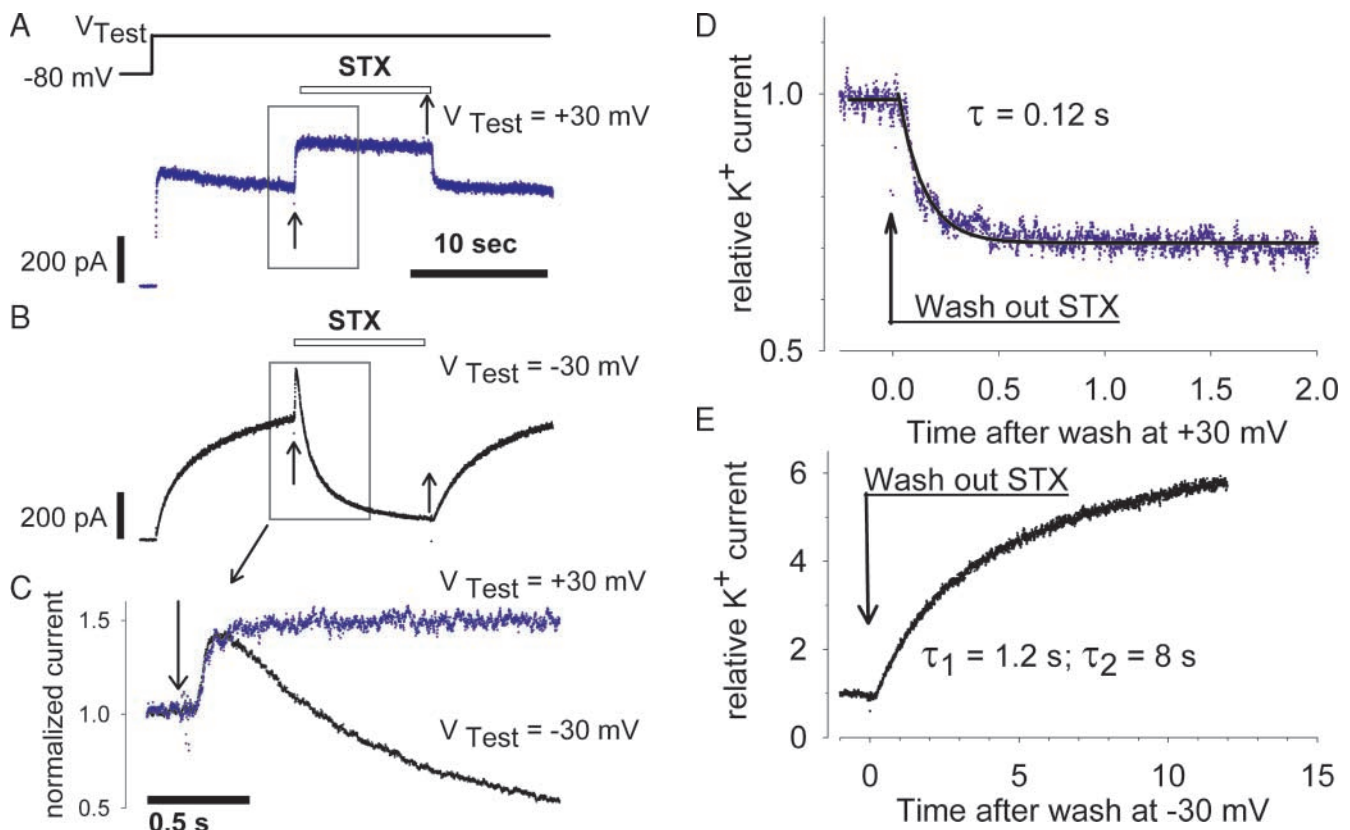 A
V Test
-80 mV
STX
V Test = +30 mV
200 pA
10 sec
B
STX
V Test = -30 mV
200 pA
C
V Test = +30 mV
normalized current
1.5
1.0
0.5
V Test = -30 mV
0.5 s
D
relative K+ current
1.0
0.5
τ = 0.12 s
Wash out STX
0.0 0.5 1.0 1.5 2.0
Time after wash at +30 mV
E
relative K+ current
6
4
2
0
Wash out STX
τ1 = 1.2 s; τ2 = 8 s
0 5 10 15
Time after wash at -30 mV